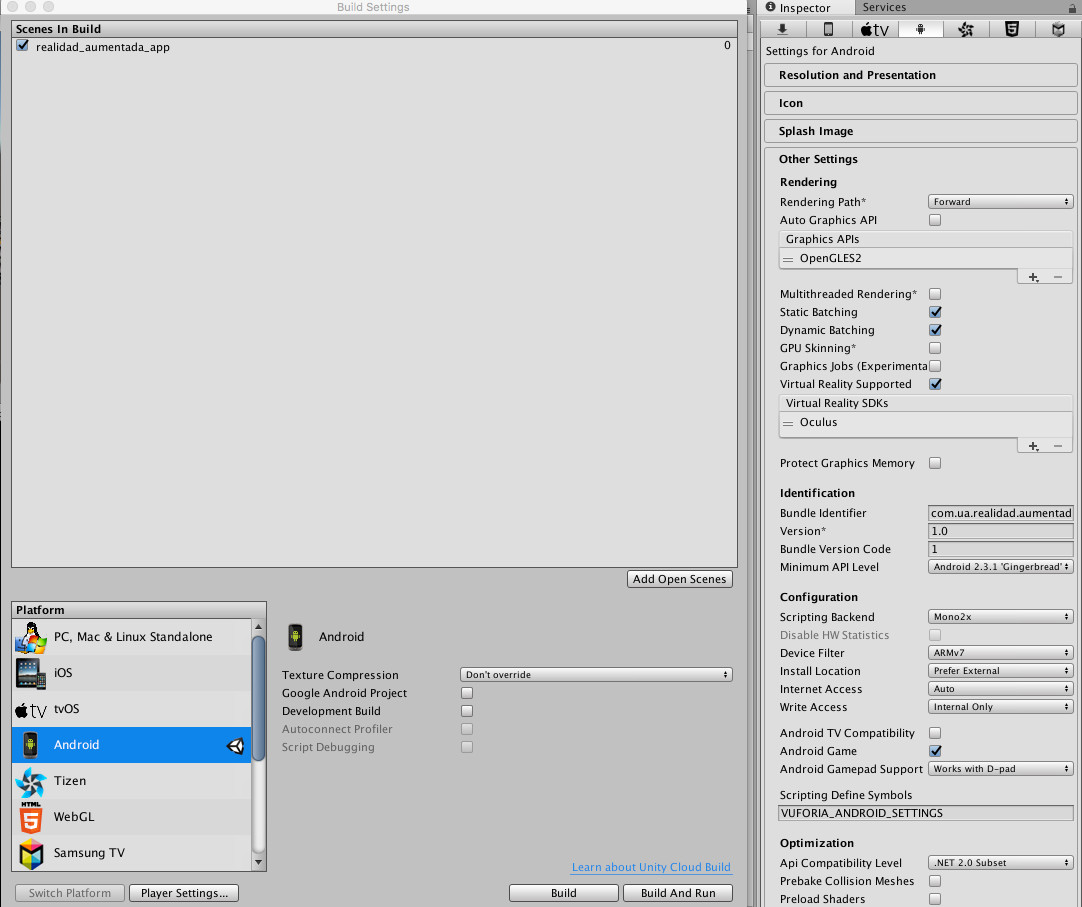 Build Settings
Scenes In Build
realidad_aumentada_app 0
Add Open Scenes
Platform
PC, Mac & Linux Standalone
iOS
tv tvOS
Android
Tizen
HTML
5 WebGL
Samsung TV
Android
Texture Compression Don't override
Google Android Project
Development Build
Autoconnect Profiler
Script Debugging
Learn about Unity Cloud Build
Switch Platform Player Settings... Build Build And Run
Inspector Services
tv 5
Settings for Android
Resolution and Presentation
Icon
Splash Image
Other Settings
Rendering
Rendering Path* Forward
Auto Graphics API
Graphics APIs
OpenGLES2
Multithreaded Rendering*
Static Batching
Dynamic Batching
GPU Skinning*
Graphics Jobs (Experimenta
Virtual Reality Supported
Virtual Reality SDKs
Oculus
Protect Graphics Memory
Identification
Bundle Identifier com.ua.realidad.aumentad
Version* 1.0
Bundle Version Code 1
Minimum API Level Android 2.3.1 'Gingerbread'
Configuration
Scripting Backend Mono2x
Disable HW Statistics
Device Filter ARMv7
Install Location Prefer External
Internet Access Auto
Write Access Internal Only
Android TV Compatibility
Android Game
Android Gamepad Support Works with D-pad
Scripting Define Symbols
VUFORIA_ANDROID_SETTINGS
Optimization
Api Compatibility Level .NET 2.0 Subset
Prebake Collision Meshes
Preload Shaders